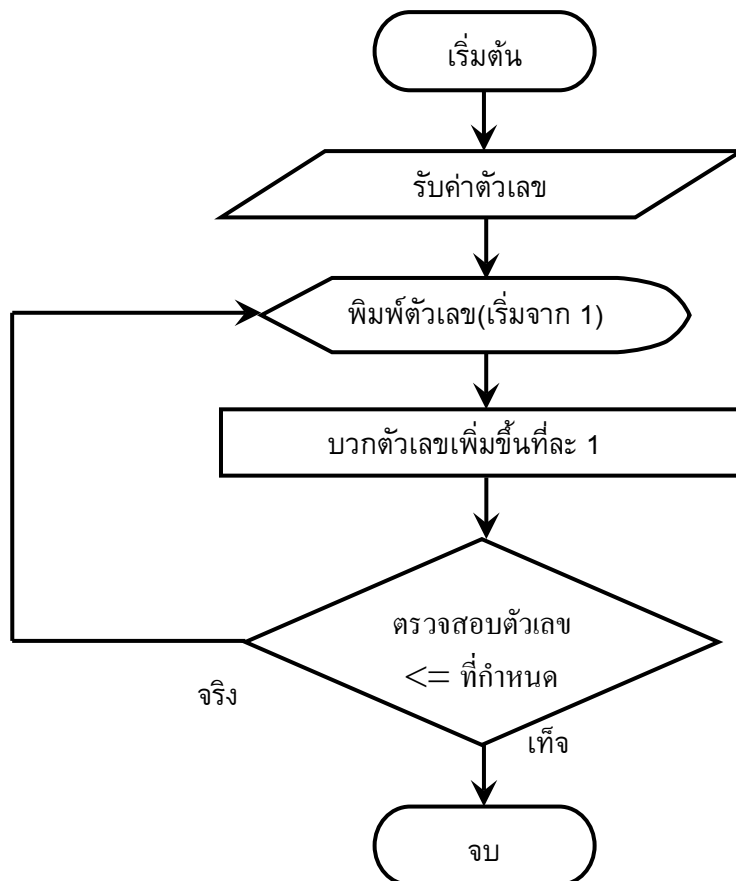 เริ่มต้น
รับค่าตัวเลข
พิมพ์ตัวเลข(เริ่มจาก 1)
บวกตัวเลขเพิ่มขึ้นที่ละ 1
ตรวจสอบตัวเลข
<= ที่กำหนด
จริง
เท็จ
จบ